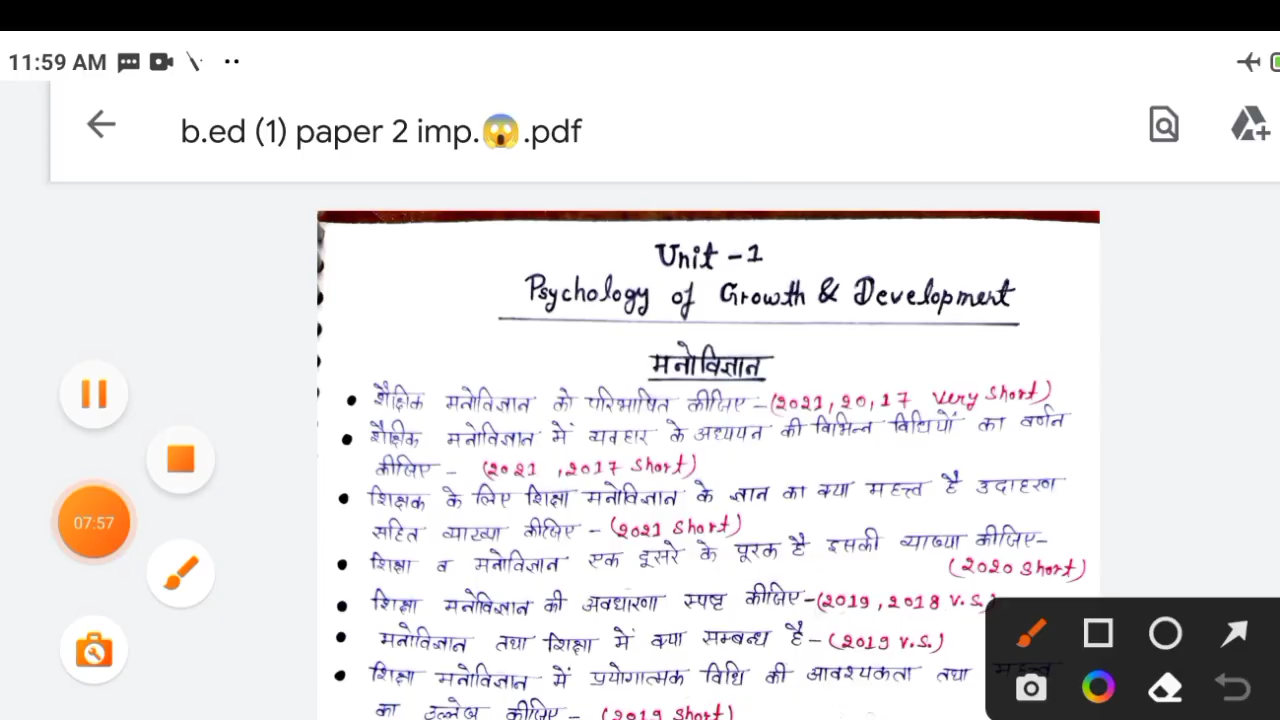 11:59 AM
b.ed (1) paper 2 imp.😱.pdf
Unit - 1
Psychology of Growth & Development
मनोविज्ञान
• शैक्षिक मनोविज्ञान को परिभाषित कीजिए - (2021, 20, 17 Very Short)
• शैक्षिक मनोविज्ञान में व्यवहार के अध्ययन की विभिन्न विधियों का वर्णन
कीजिए - (2021, 2017 Short)
• शिक्षक के लिए शिक्षा मनोविज्ञान के ज्ञान का क्या महत्त्व है उदाहरण
सहित व्याख्या कीजिए - (2021 Short)
• शिक्षा व मनोविज्ञान एक दूसरे के पूरक है इसकी व्याख्या कीजिए -
(2020 Short)
• शिक्षा मनोविज्ञान की अवधारणा स्पष्ट कीजिए - (2019, 2018 V.S.)
• मनोविज्ञान तथा शिक्षा में क्या सम्बन्ध है - (2019 V.S.)
• शिक्षा मनोविज्ञान में प्रयोगात्मक विधि की आवश्यकता तथा महत्त्व
का उल्लेख कीजिए - (2019 Short)
07:57